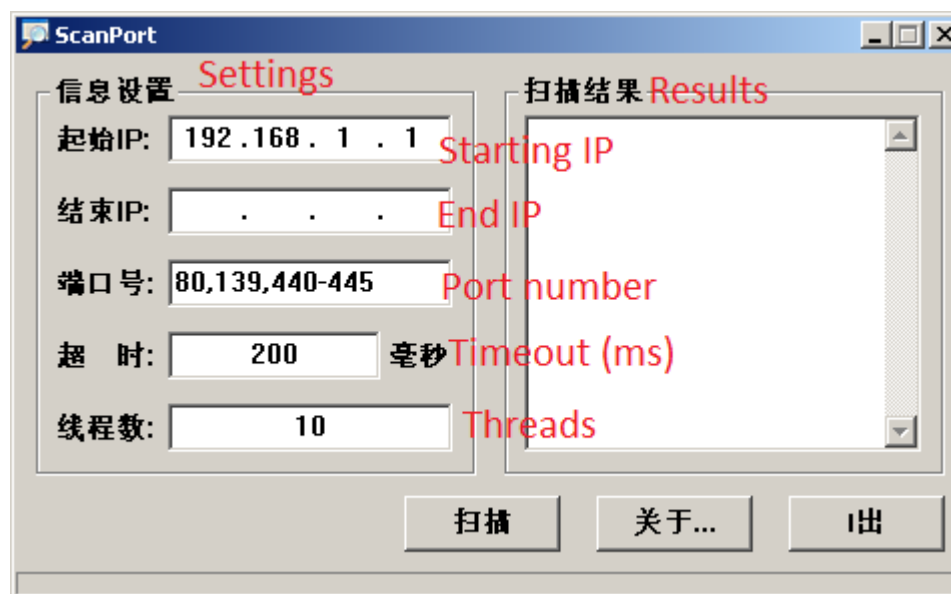 ScanPort
信息设置 Settings
起始IP: 192 .168 . 1 . 1 Starting IP
结束IP: . . . End IP
端口号: 80,139,440-445 Port number
超 时: 200 毫秒 Timeout (ms)
线程数: 10 Threads
扫描结果 Results
扫描 关于... 出